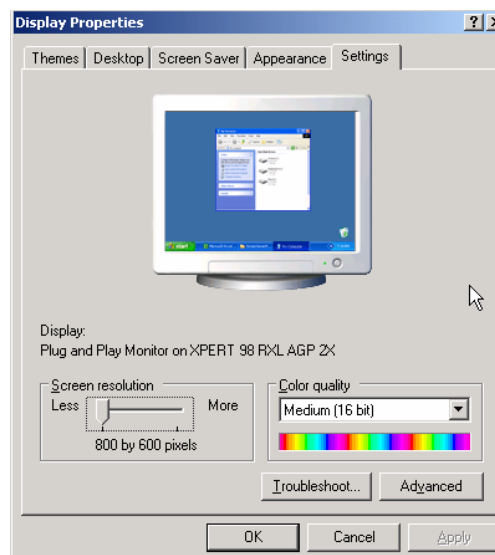 Display Properties
Themes Desktop Screen Saver Appearance Settings
Display:
Plug and Play Monitor on XPERT 98 RXL AGP 2X
Screen resolution
Less More
800 by 600 pixels
Color quality
Medium (16 bit)
Troubleshoot... Advanced
OK Cancel Apply